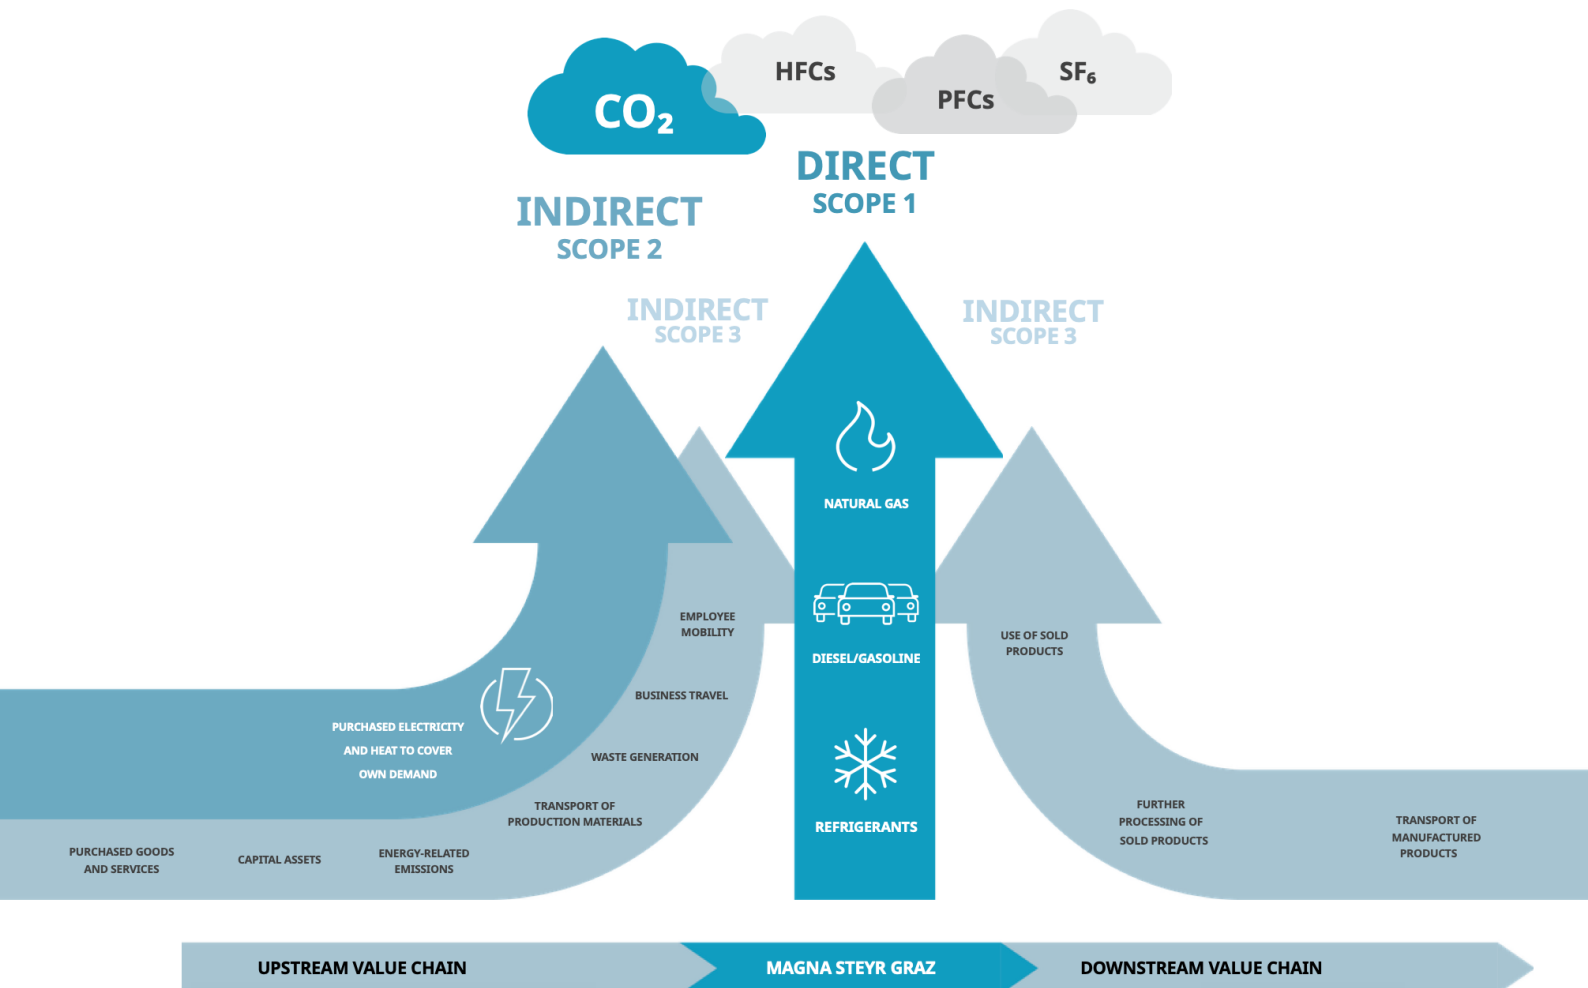 CO₂
HFCs
PFCs
SF₆
DIRECT
SCOPE 1
INDIRECT
SCOPE 2
INDIRECT
SCOPE 3
INDIRECT
SCOPE 3
NATURAL GAS
DIESEL/GASOLINE
REFRIGERANTS
PURCHASED ELECTRICITY
AND HEAT TO COVER
OWN DEMAND
EMPLOYEE
MOBILITY
BUSINESS TRAVEL
WASTE GENERATION
TRANSPORT OF
PRODUCTION MATERIALS
PURCHASED GOODS
AND SERVICES
CAPITAL ASSETS
ENERGY-RELATED
EMISSIONS
USE OF SOLD
PRODUCTS
FURTHER
PROCESSING OF
SOLD PRODUCTS
TRANSPORT OF
MANUFACTURED
PRODUCTS
UPSTREAM VALUE CHAIN
MAGNA STEYR GRAZ
DOWNSTREAM VALUE CHAIN